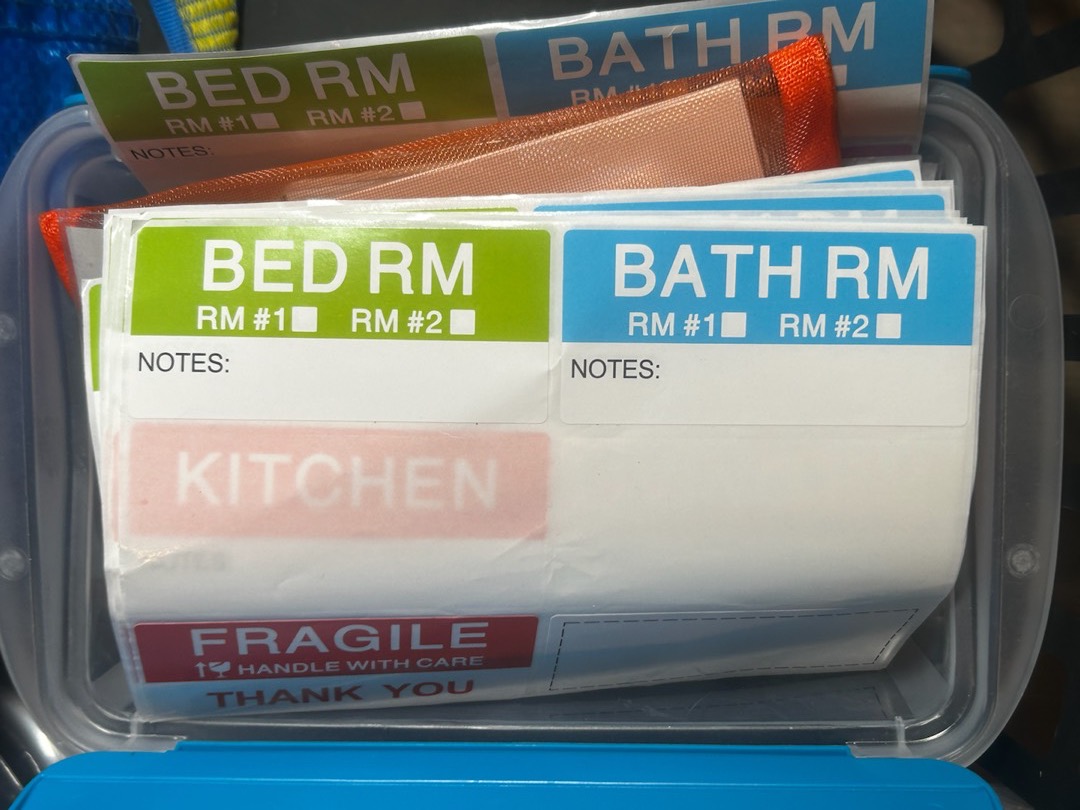 BED RM
RM #1 RM #2
NOTES:
BATH RM
BED RM
RM #1 RM #2
NOTES:
BATH RM
RM #1 RM #2
NOTES:
KITCHEN
FRAGILE
HANDLE WITH CARE
THANK YOU